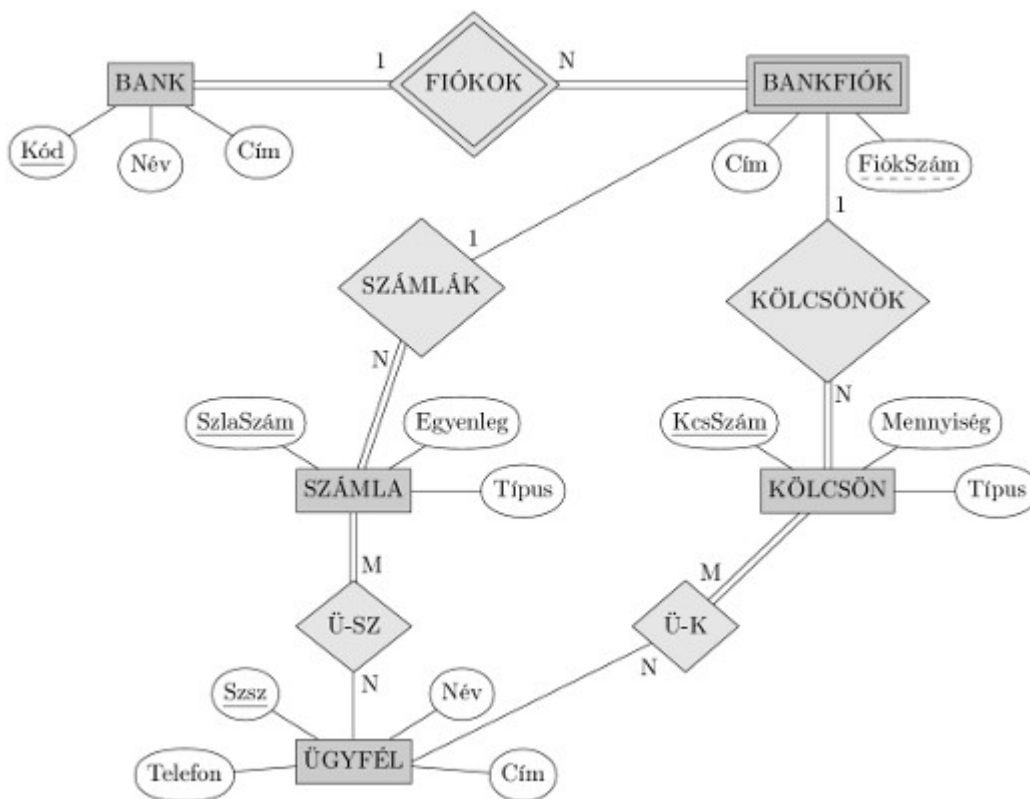 1
N
BANK
FIÓKOK
BANKFIÓK
Kód
Név
Cím
Cím
FiókSzám
1
1
SZÁMLÁK
KÖLCSÖNÖK
N
N
SzlaSzám
Egyenleg
KcsSzám
Mennyiség
SZÁMLA
Típus
KÖLCSÖN
Típus
M
M
Ü-SZ
Ü-K
N
N
Szsz
Név
ÜGYFÉL
Telefon
Cím